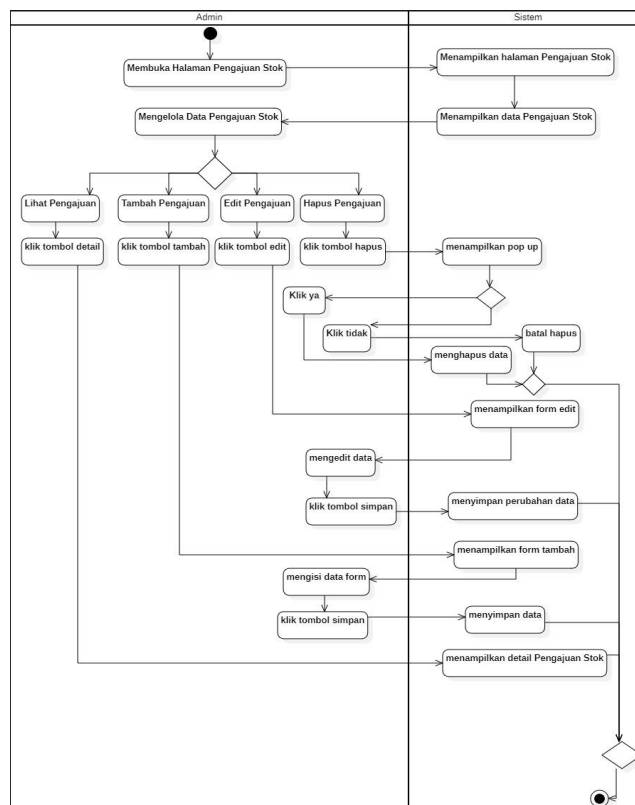 Admin
Sistem
Membuka Halaman Pengajuan Stok
Menampilkan halaman Pengajuan Stok
Mengelola Data Pengajuan Stok
Menampilkan data Pengajuan Stok
Lihat Pengajuan
Tambah Pengajuan
Edit Pengajuan
Hapus Pengajuan
klik tombol detail
klik tombol tambah
klik tombol edit
klik tombol hapus
menampilkan pop up
Klik ya
Klik tidak
batal hapus
menghapus data
menampilkan form edit
mengedit data
klik tombol simpan
menyimpan perubahan data
menampilkan form tambah
mengisi data form
klik tombol simpan
menyimpan data
menampilkan detail Pengajuan Stok